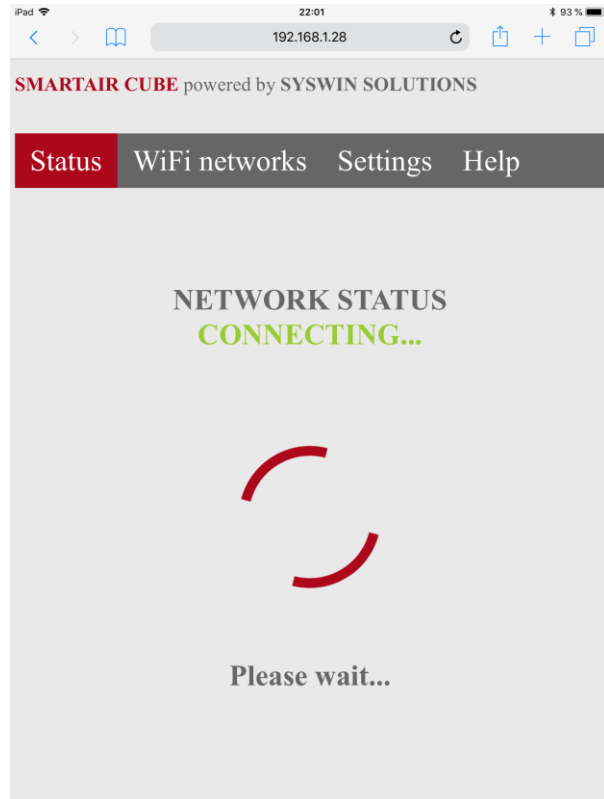 iPad 22:01 93 %
192.168.1.28
SMARTAIR CUBE powered by SYSWIN SOLUTIONS
Status WiFi networks Settings Help
NETWORK STATUS
CONNECTING...
Please wait...